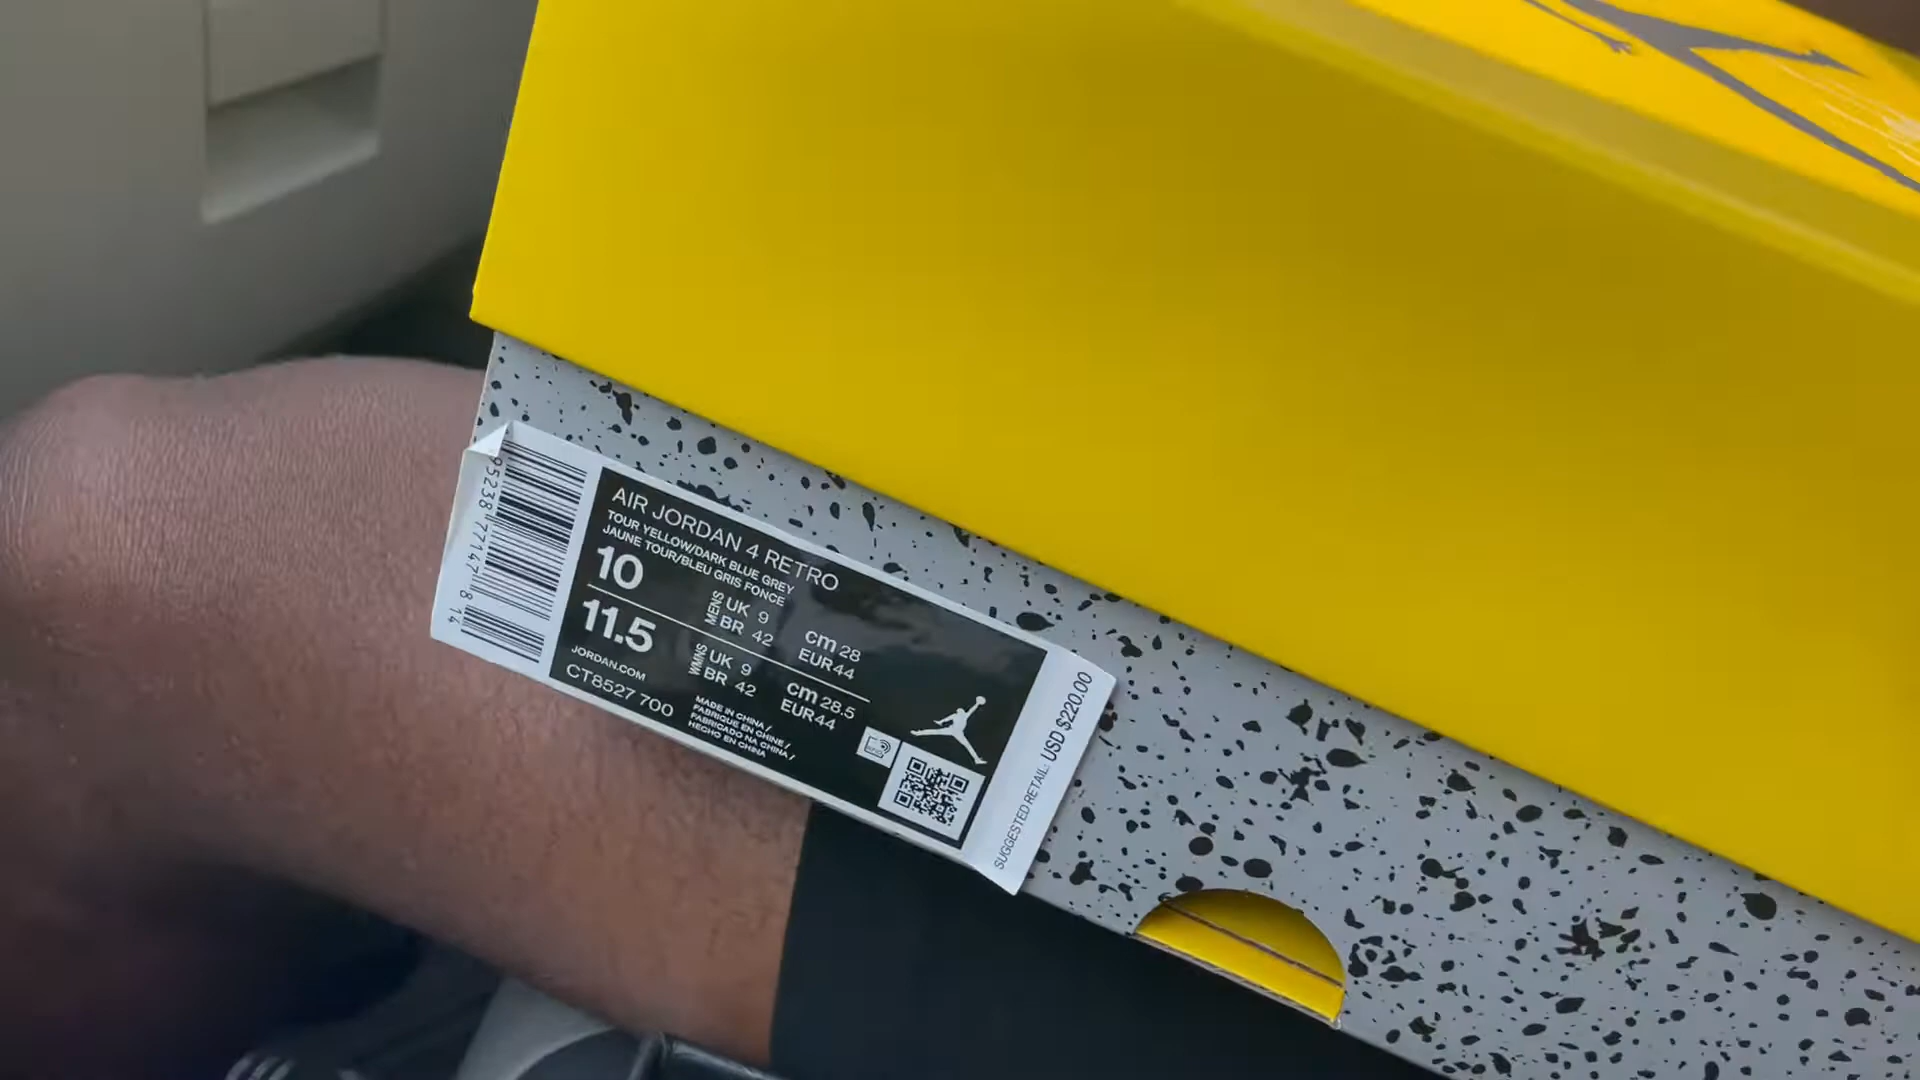 AIR JORDAN 4 RETRO
TOUR YELLOW/DARK BLUE GREY
JAUNE TOUR/BLEU GRIS FONCE
10
MENS UK 9 cm 28
BR 42 EUR 44
11.5
WMNS UK 9 cm 28.5
BR 42 EUR 44
JORDAN.COM
CT8527 700
MADE IN CHINA /
FABRIQUE EN CHINE /
FABRICADO NA CHINA /
HECHO EN CHINA
95238 77147 8 14
SUGGESTED RETAIL: USD $220.00